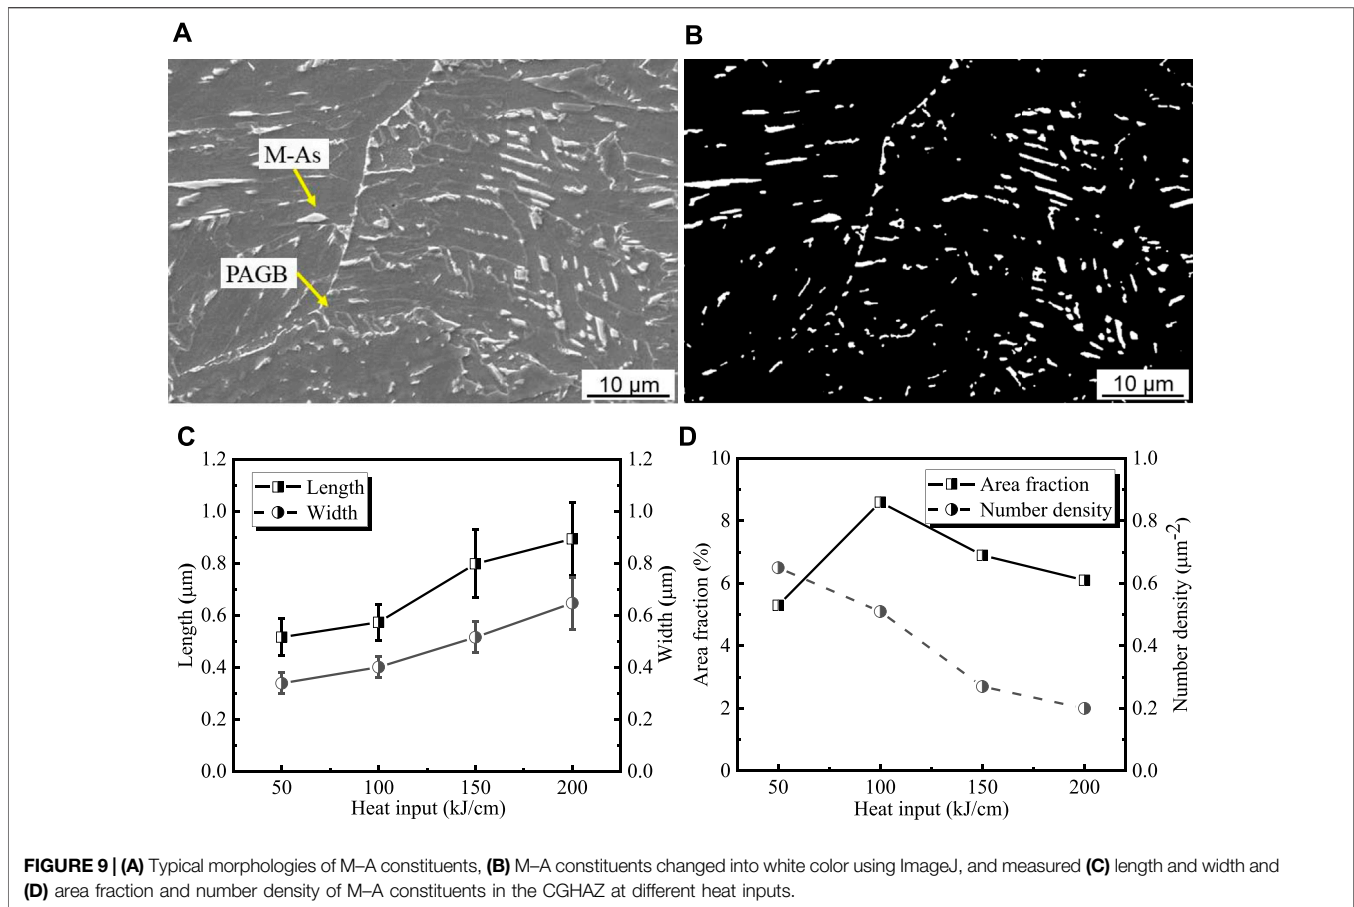 A
B
M-As
PAGB
10 µm
10 µm
C
D
1.2
1.0
0.8
0.6
0.4
0.2
0.0
Length (µm)
Length
Width
1.2
1.0
0.8
0.6
0.4
0.2
0.0
Width (µm)
50 100 150 200
Heat input (kJ/cm)
10
8
6
4
2
0
Area fraction (%)
Area fraction
Number density
1.0
0.8
0.6
0.4
0.2
0.0
Number density (µm-2)
50 100 150 200
Heat input (kJ/cm)
FIGURE 9 | (A) Typical morphologies of M–A constituents, (B) M–A constituents changed into white color using ImageJ, and measured (C) length and width and
(D) area fraction and number density of M–A constituents in the CGHAZ at different heat inputs.